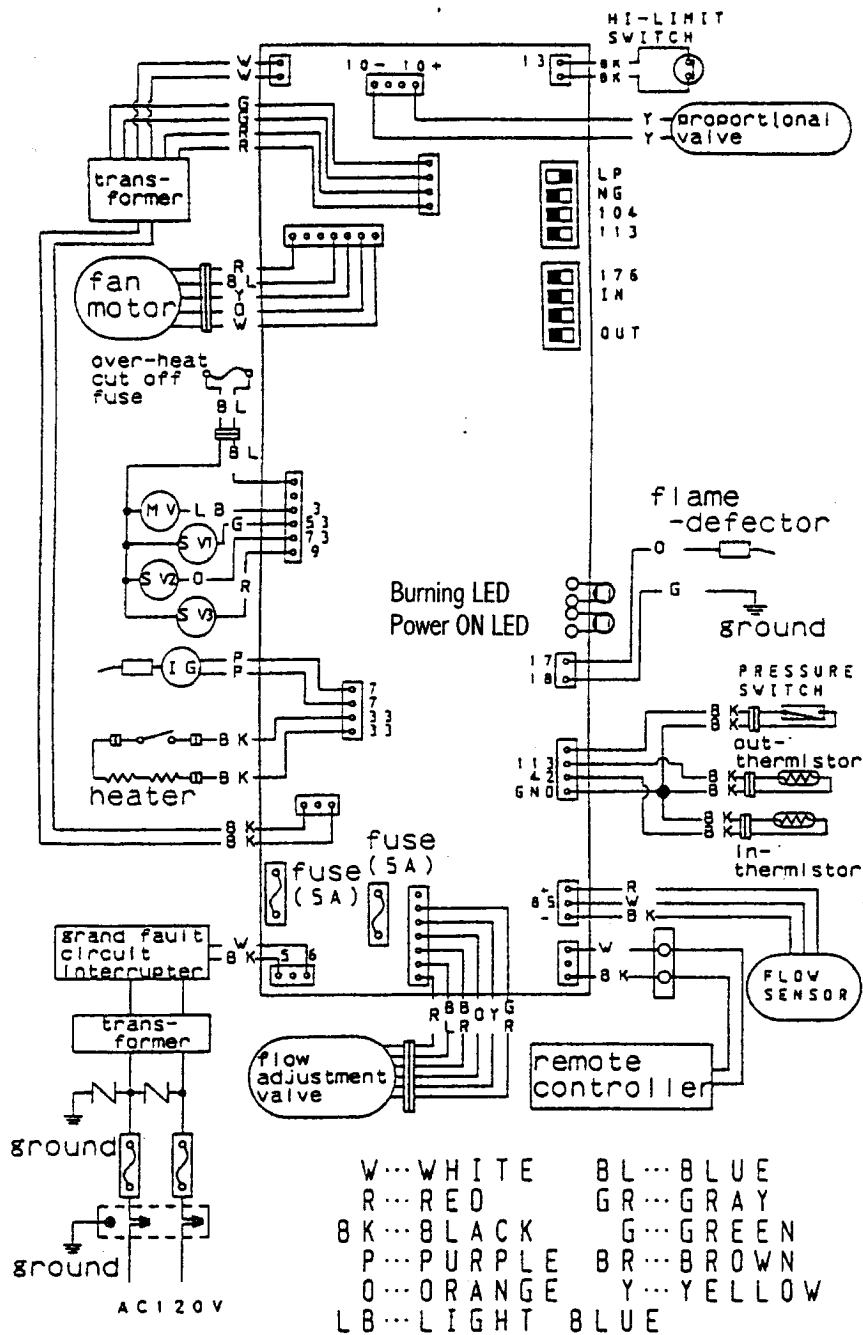 HI-LIMIT
SWITCH
W
W
10- 10+
13
BK
BK
G
G
R
R
Y
Y
proportional
valve
trans-
former
LP
NG
104
113
176
IN
OUT
fan
motor
R
BL
Y
O
W
over-heat
cut off
fuse
BL
BL
MV
LB
3
G
53
SV1
73
9
SV2
O
R
SV3
flame
-defector
O
G
ground
Burning LED
Power ON LED
17
18
IG
P
P
7
7
33
33
BK
BK
heater
PRESSURE
SWITCH
BK
BK
out-
thermistor
113
42
GND
BK
BK
BK
BK
in-
thermistor
BK
BK
fuse
(5A)
fuse
(5A)
+
85
-
R
W
BK
FLOW
SENSOR
grand fault
circuit
interrupter
W
BK
5 6
W
BK
trans-
former
R BL BR O Y GR
flow
adjustment
valve
remote
controller
ground
ground
AC120V
W···WHITE BL···BLUE
R···RED GR···GRAY
BK···BLACK G···GREEN
P···PURPLE BR···BROWN
O···ORANGE Y···YELLOW
LB···LIGHT BLUE